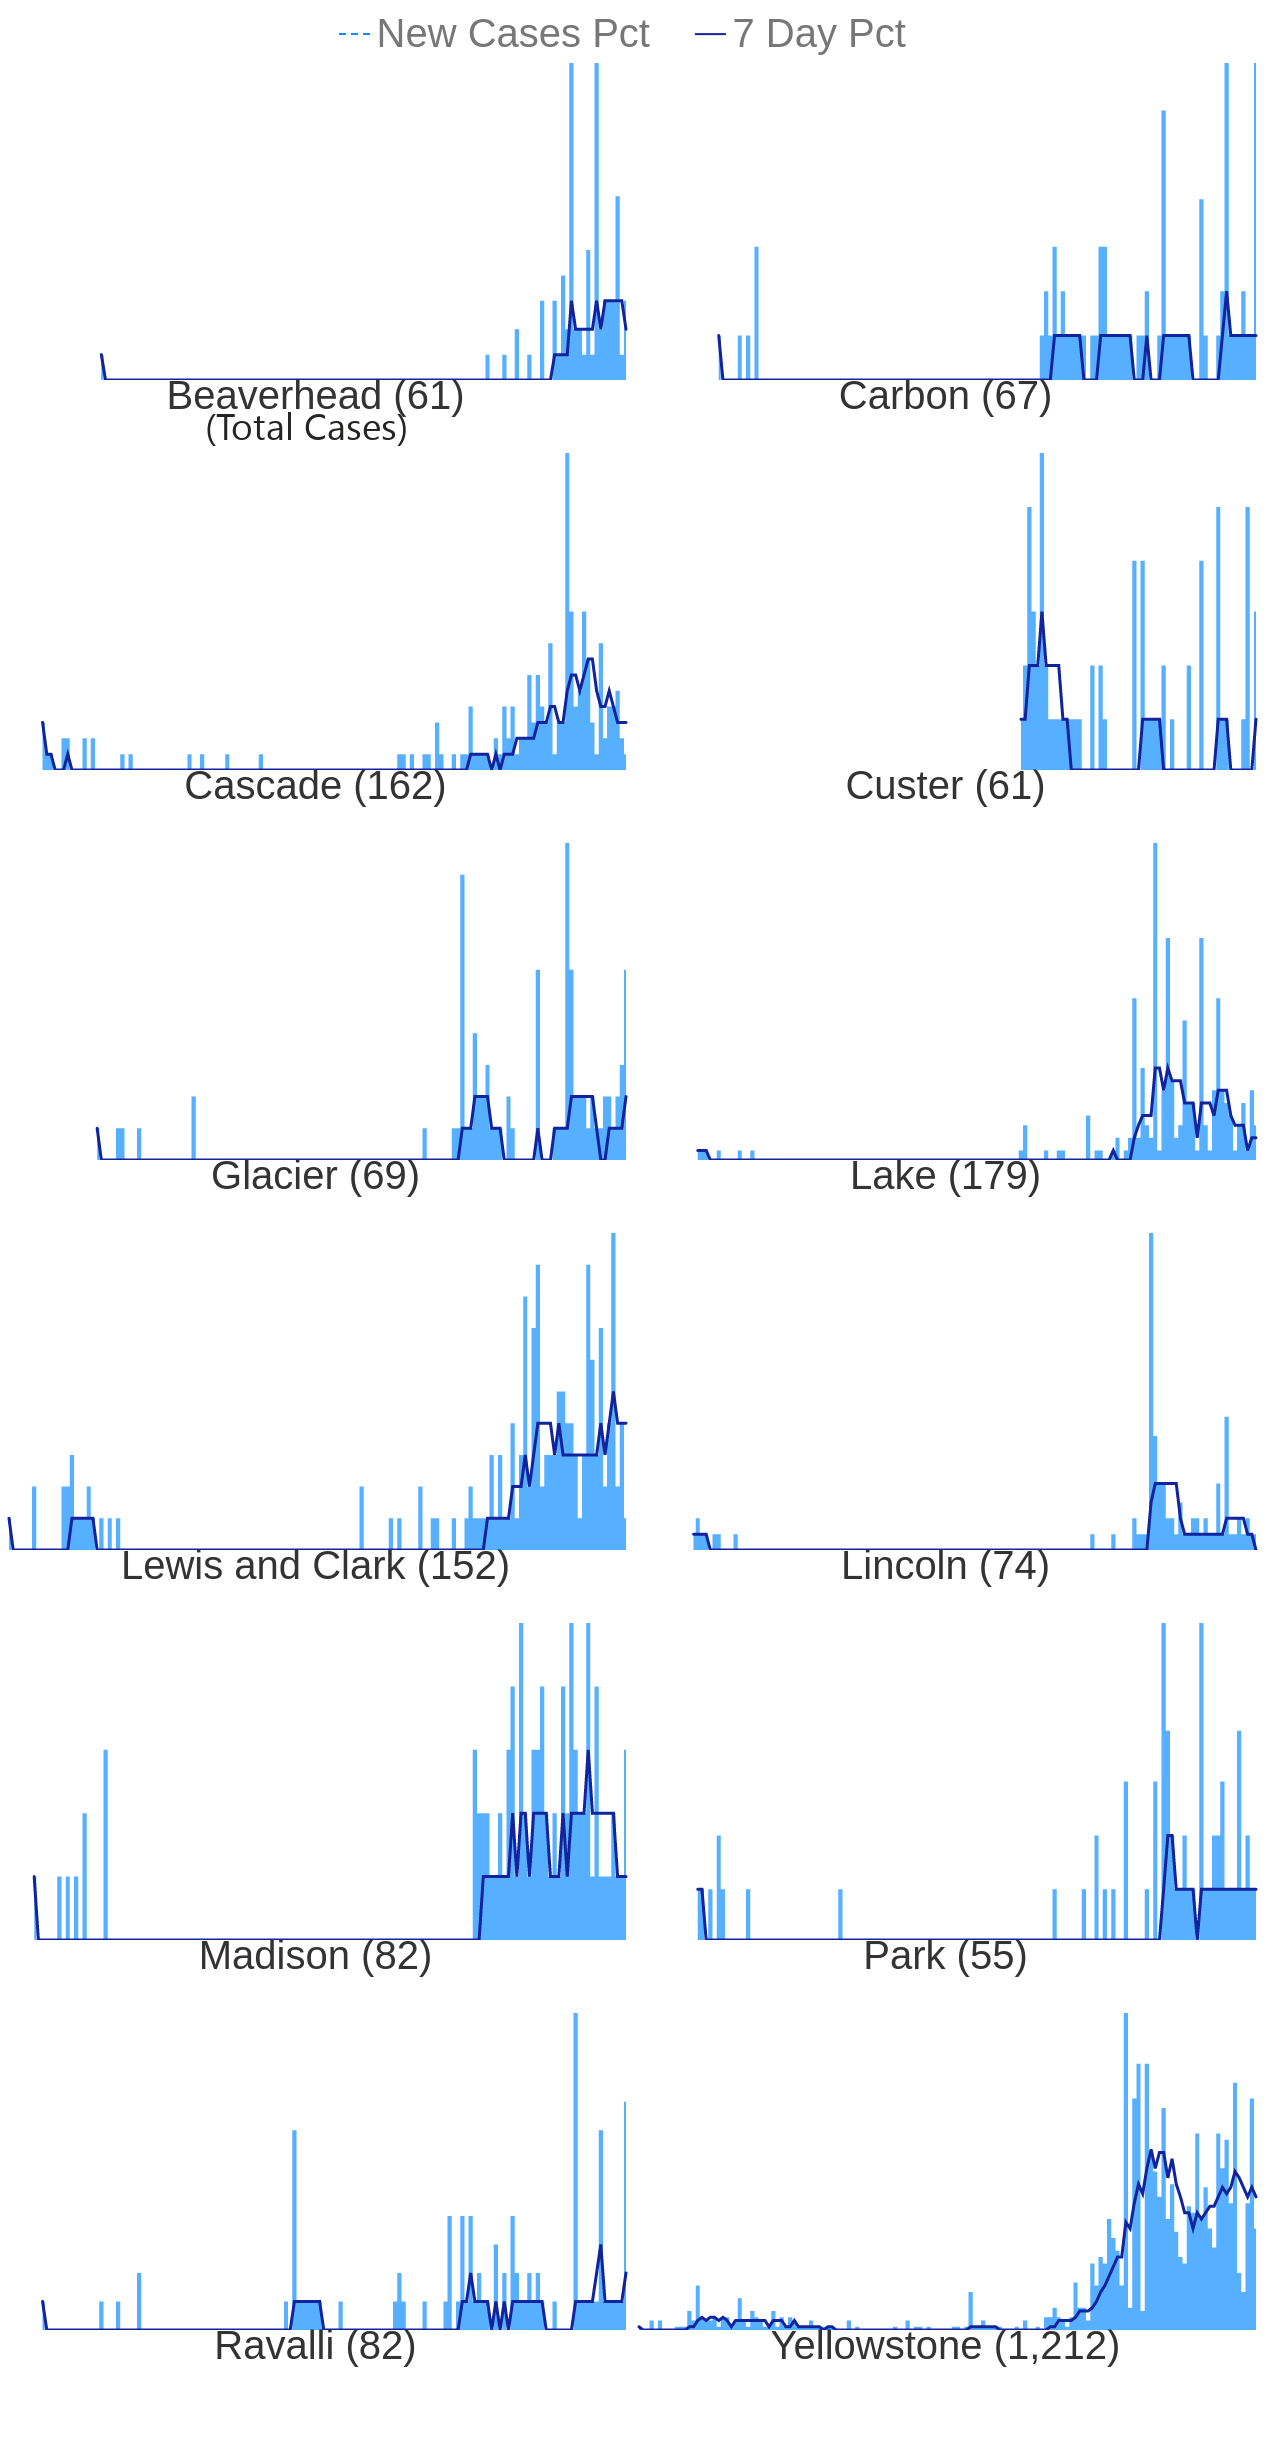 New Cases Pct 7 Day Pct
Beaverhead (61) Carbon (67)
(Total Cases)
Cascade (162) Custer (61)
Glacier (69) Lake (179)
Lewis and Clark (152) Lincoln (74)
Madison (82) Park (55)
Ravalli (82) Yellowstone (1,212)